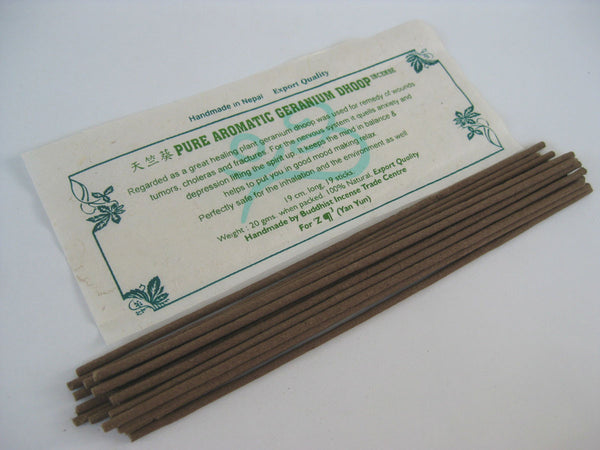 Handmade in Nepal Export Quality
天竺葵 PURE AROMATIC GERANIUM DHOOP INCENSE
Regarded as a great healing plant geranium dhoop was used for remedy of wounds
tumors, choleras and fractures. For the nervous system it quells anxiety and
depression lifting the spirit up. It keeps the mind in balance &
helps to put you in good mood making relax
Perfectly safe for the inhalation and the environment as well
19 cm. long, 19 sticks.
Weight : 20 gms. when packed. 100% Natural. Export Quality
Handmade by Buddhist Incense Trade Centre
For Z ¶ (Yan Yun)